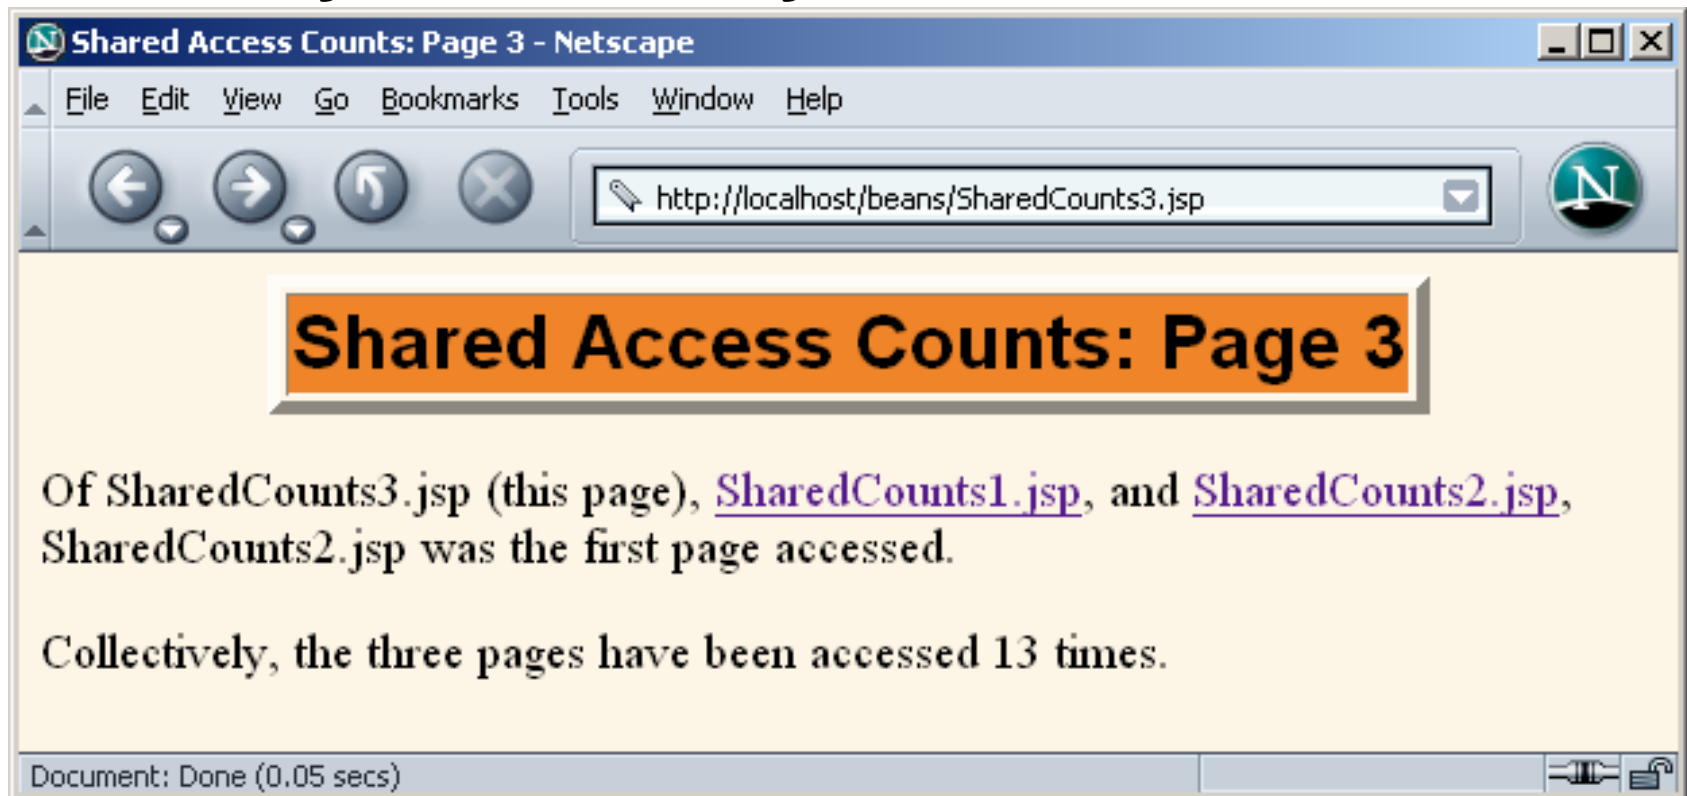 Shared Access Counts: Page 3 - Netscape
File Edit View Go Bookmarks Tools Window Help
http://localhost/beans/SharedCounts3.jsp
N
Shared Access Counts: Page 3
Of SharedCounts3.jsp (this page), SharedCounts1.jsp, and SharedCounts2.jsp,
SharedCounts2.jsp was the first page accessed.
Collectively, the three pages have been accessed 13 times.
Document: Done (0.05 secs)